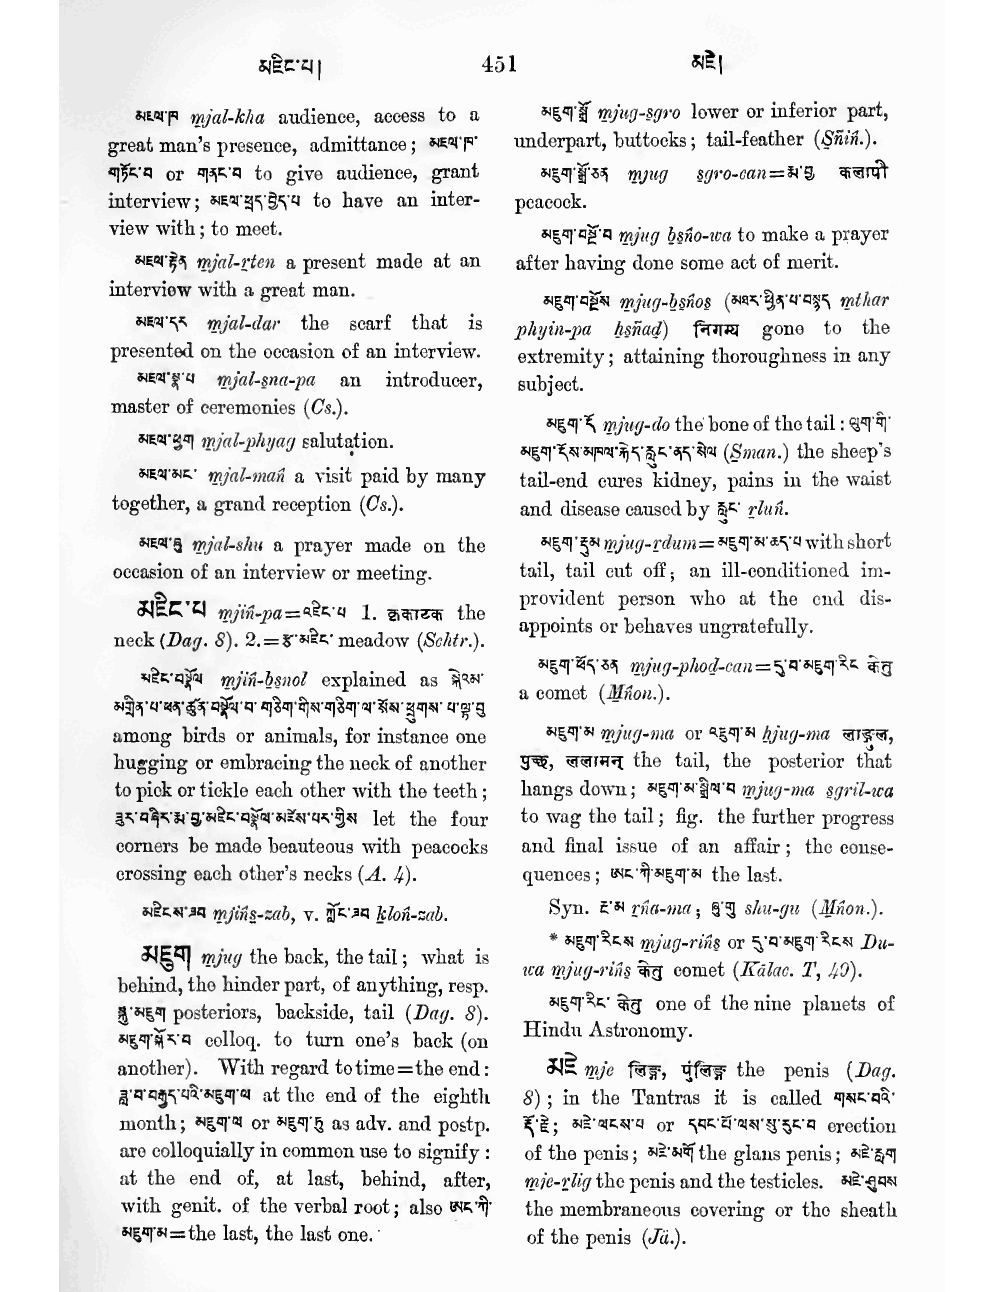 མཇིང་པ། 451 མཇེ།
མཇལ་ཁ mjal-kha audience, access to a
great man's presence, admittance; མཇལ་ཁ་
གཏོང་བ or གནང་བ to give audience, grant
interview; མཇལ་ཕྲད་བྱེད་པ to have an inter-
view with; to meet.
མཇལ་རྟེན mjal-rten a present made at an
interview with a great man.
མཇལ་དར mjal-dar the scarf that is
presented on the occasion of an interview.
མཇལ་སྣ་པ mjal-sna-pa an introducer,
master of ceremonies (Cs.).
མཇལ་ཕྱག mjal-phyag salutation.
མཇལ་མང་ mjal-mañ a visit paid by many
together, a grand reception (Cs.).
མཇལ་ཞུ mjal-shu a prayer made on the
occasion of an interview or meeting.
མཇིང་པ mjiñ-pa=འཇིང་པ 1. कृकाटक the
neck (Dag. 8). 2.=རྩ་མཇིང་ meadow (Schtr.).
མཇིང་བསྣོལ mjiñ-bsnol explained as
among birds or animals, for instance one
hugging or embracing the neck of another
to pick or tickle each other with the teeth;
ཟུར་བཞིར་རྨ་བྱ་མཇིང་བསྣོལ་མཛེས་པར་གྱིས let the four
corners be made beauteous with peacocks
crossing each other's necks (A. 4).
མཇིངས་ཟབ mjiñs-zab, v. ཀློང་ཟབ kloñ-zab.
མཇུག mjug the back, the tail; what is
behind, the hinder part, of anything, resp.
སྐུ་མཇུག posteriors, backside, tail (Dag. 8).
མཇུག་སྐོར་བ colloq. to turn one's back (on
another). With regard to time=the end:
ཟླ་བ་བརྒྱད་པའི་མཇུག་ལ at the end of the eighth
month; མཇུག་ལ or མཇུག་ཏུ as adv. and postp.
are colloquially in common use to signify:
at the end of, at last, behind, after,
with genit. of the verbal root; also ཨང་ཀི་
མཇུག་མ=the last, the last one.
མཇུག་སྒྲོ mjug-sgro lower or inferior part,
underpart, buttocks; tail-feather (Sñiñ.).
མཇུག་སྒྲོ་ཅན mjug sgro-can=རྨ་བྱ कलापी
peacock.
མཇུག་བསྔོ་བ mjug bsño-wa to make a prayer
after having done some act of merit.
མཇུག་བསྔོས mjug-bsños (མཐར་ཕྱིན་པ་བསྙད mthar
phyin-pa bsñad) निगम्य gone to the
extremity; attaining thoroughness in any
subject.
མཇུག་དོ mjug-do the bone of the tail: ལུག་གི་
མཇུག་དོས་མཁལ་རྐེད་རླུང་ནད་སེལ (Sman.) the sheep's
tail-end cures kidney, pains in the waist
and disease caused by རླུང་ rluñ.
མཇུག་རྡུམ mjug-rdum=མཇུག་མ་ཆད་པ with short
tail, tail cut off; an ill-conditioned im-
provident person who at the end dis-
appoints or behaves ungratefully.
མཇུག་ཕོད་ཅན mjug-phod-can=དུ་བ་མཇུག་རིང केतु
a comet (Mñon.).
མཇུག་མ mjug-ma or འཇུག་མ hjug-ma लाङ्गुल,
पुच्छ, ललामन् the tail, the posterior that
hangs down; མཇུག་མ་སྒྲིལ་བ mjug-ma sgril-wa
to wag the tail; fig. the further progress
and final issue of an affair; the conse-
quences; ཨང་ཀི་མཇུག་མ the last.
Syn. རྔ་མ rña-ma; ཞུ་གུ shu-gu (Mñon.).
* མཇུག་རིངས mjug-riñs or དུ་བ་མཇུག་རིངས Du-
wa mjug-riñs केतु comet (Kālac. T, 49).
མཇུག་རིང་ केतु one of the nine planets of
Hindu Astronomy.
མཇེ mje लिङ्ग, पुंलिङ्ग the penis (Dag.
8); in the Tantras it is called གསང་བའི་
རྡོ་རྗེ; མཇེ་ལངས་པ or དབང་པོ་ལས་སུ་རུང་བ erection
of the penis; མཇེ་མགོ the glans penis; མཇེ་རླིག
mje-rlig the penis and the testicles. མཇེ་ཤུབས
the membraneous covering or the sheath
of the penis (Jä.).